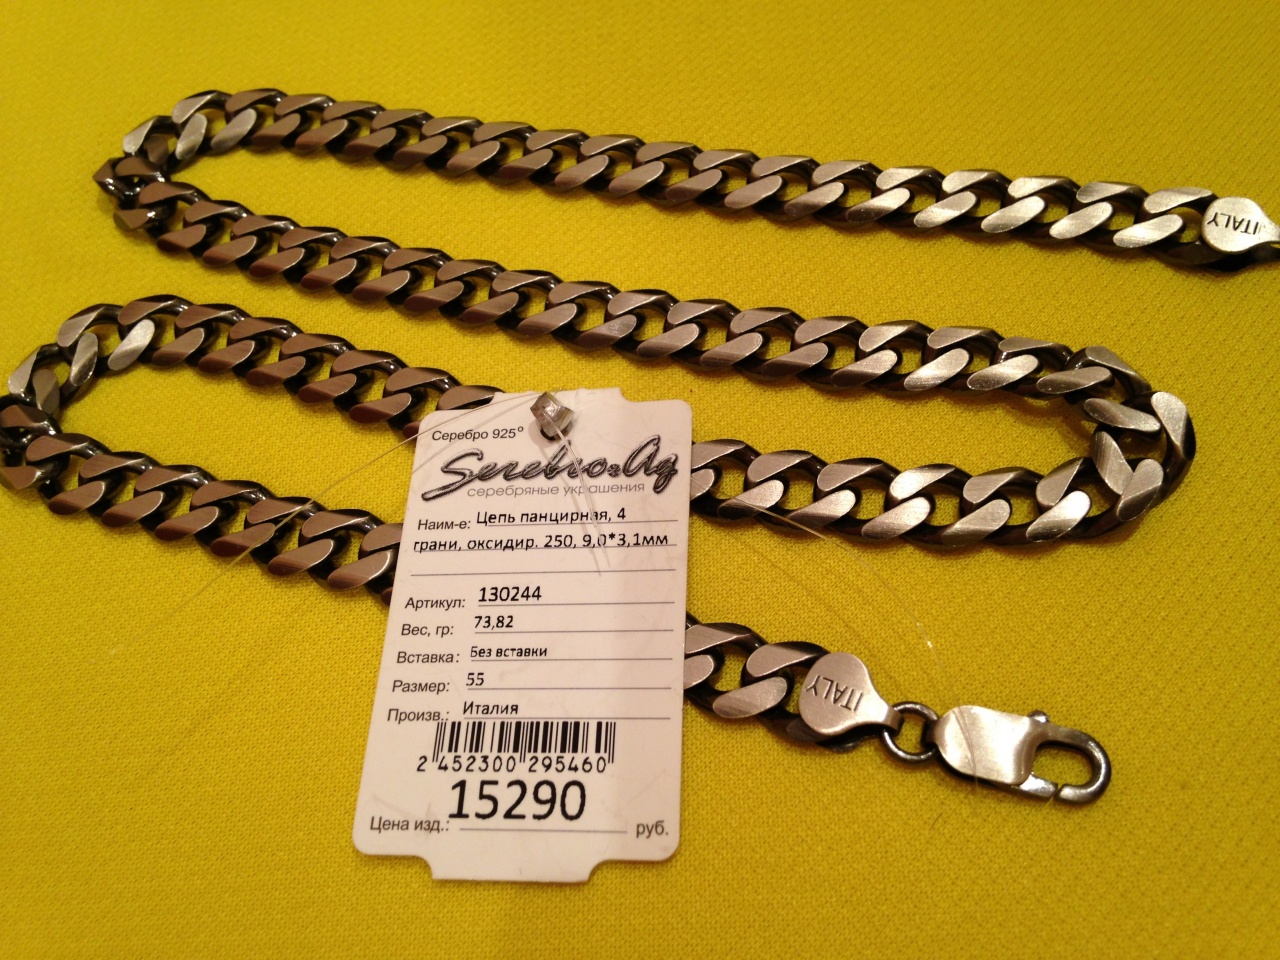 ITALY
Серебро 925°
Serebro.Ag
серебряные украшения
Наим-е: Цепь панцирная, 4
грани, оксидир. 250, 9,0*3,1мм
Артикул: 130244
Вес, гр: 73,82
Вставка: Без вставки
Размер: 55
Произв.: Италия
2 452300 295460
15290
Цена изд.: руб.
ITALY